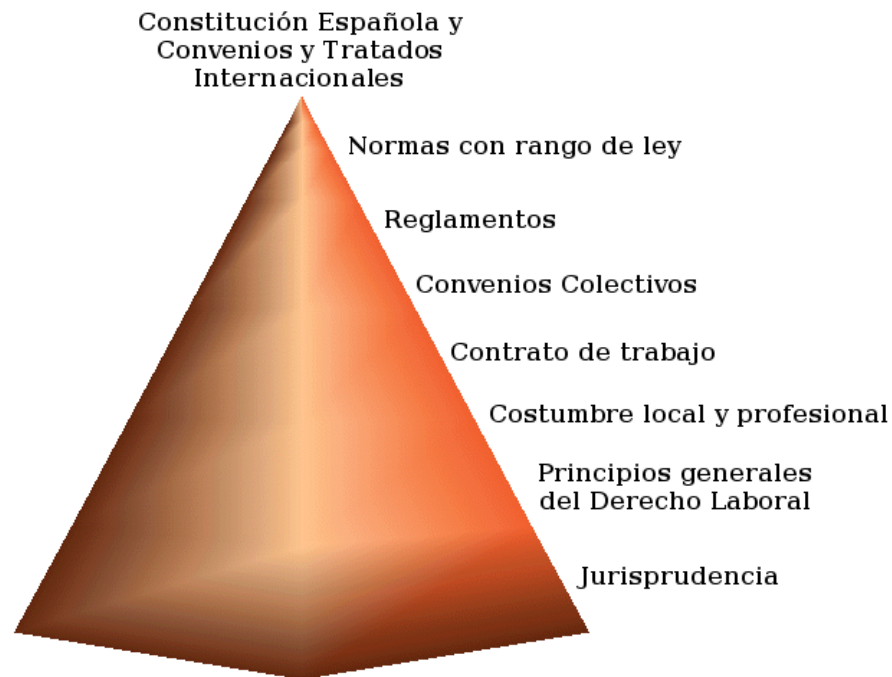 Constitución Española y
Convenios y Tratados
Internacionales
Normas con rango de ley
Reglamentos
Convenios Colectivos
Contrato de trabajo
Costumbre local y profesional
Principios generales
del Derecho Laboral
Jurisprudencia